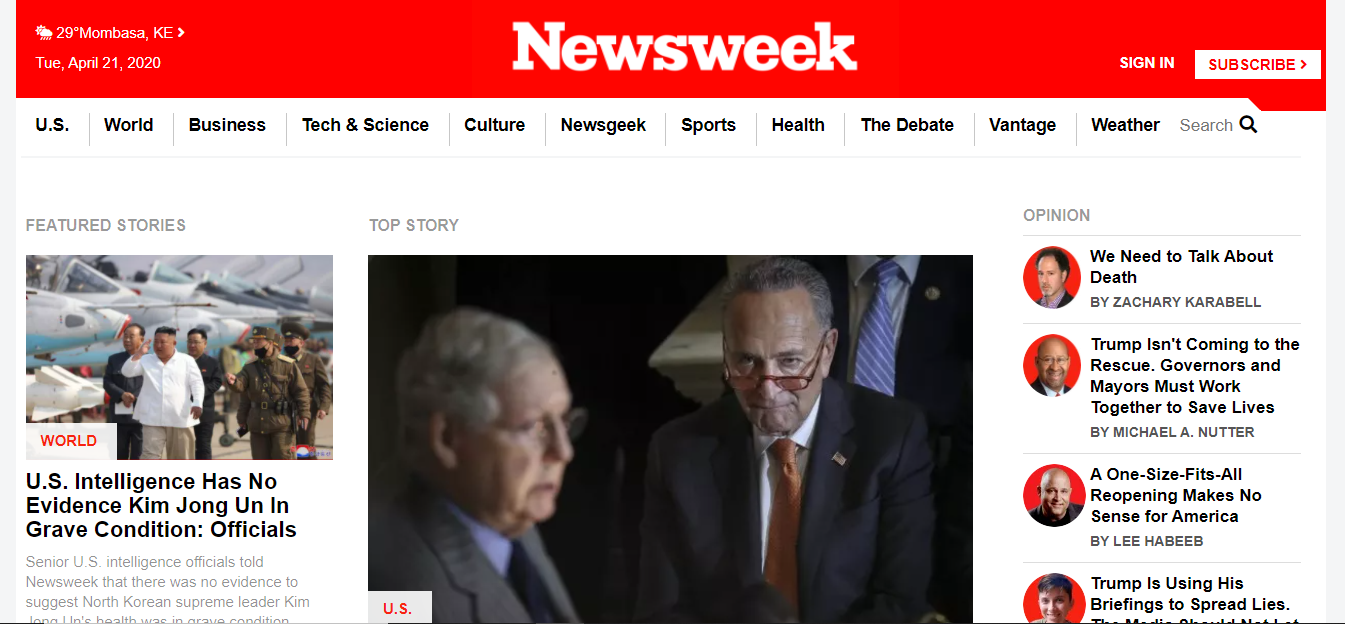 29°Mombasa, KE
Tue, April 21, 2020
Newsweek
SIGN IN
SUBSCRIBE
U.S.
World
Business
Tech & Science
Culture
Newsgeek
Sports
Health
The Debate
Vantage
Weather
Search
FEATURED STORIES
WORLD
U.S. Intelligence Has No
Evidence Kim Jong Un In
Grave Condition: Officials
Senior U.S. intelligence officials told
Newsweek that there was no evidence to
suggest North Korean supreme leader Kim
Jong Un's health was in grave condition
TOP STORY
U.S.
OPINION
We Need to Talk About
Death
BY ZACHARY KARABELL
Trump Isn't Coming to the
Rescue. Governors and
Mayors Must Work
Together to Save Lives
BY MICHAEL A. NUTTER
A One-Size-Fits-All
Reopening Makes No
Sense for America
BY LEE HABEEB
Trump Is Using His
Briefings to Spread Lies.
The Media Should Not Let